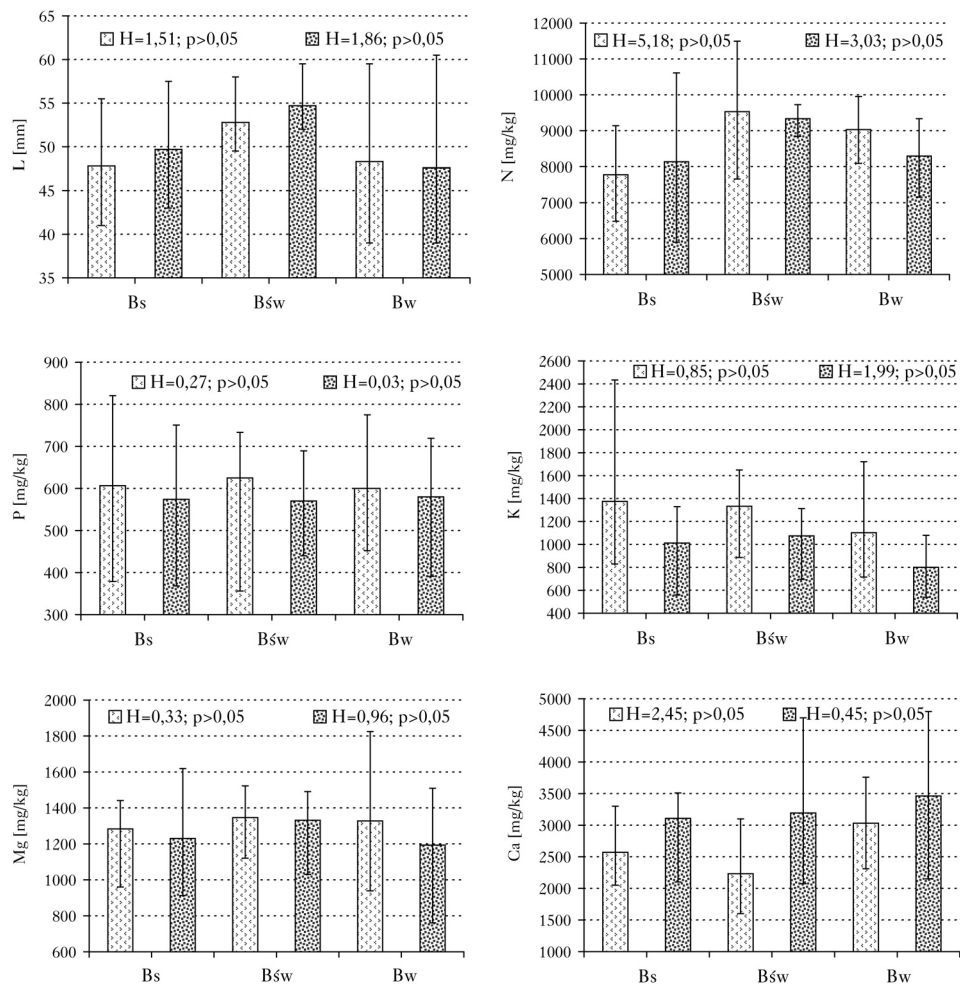 L [mm]
65
60
55
50
45
40
35
H=1,51; p>0,05
H=1,86; p>0,05
Bs
Bśw
Bw
N [mg/kg]
12000
11000
10000
9000
8000
7000
6000
5000
H=5,18; p>0,05
H=3,03; p>0,05
Bs
Bśw
Bw
P [mg/kg]
900
800
700
600
500
400
300
H=0,27; p>0,05
H=0,03; p>0,05
Bs
Bśw
Bw
K [mg/kg]
2600
2400
2200
2000
1800
1600
1400
1200
1000
800
600
400
H=0,85; p>0,05
H=1,99; p>0,05
Bs
Bśw
Bw
Mg [mg/kg]
2000
1800
1600
1400
1200
1000
800
600
H=0,33; p>0,05
H=0,96; p>0,05
Bs
Bśw
Bw
Ca [mg/kg]
5000
4500
4000
3500
3000
2500
2000
1500
1000
H=2,45; p>0,05
H=0,45; p>0,05
Bs
Bśw
Bw